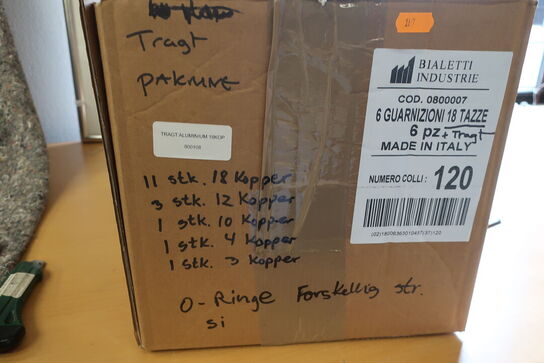 Tragt
PAKNINE
TRAGT ALUMINIUM 18KOP
800108
11 stk. 18 Kopper
3 stk. 12 Kopper
1 stk. 10 Kopper
1 stk. 4 Kopper
1 stk. 3 Kopper
O-Ringe Forskellig str.
si
BIALETTI
INDUSTRIE
COD. 0800007
6 GUARNIZIONI 18 TAZZE
6 pz + Tragt
MADE IN ITALY
NUMERO COLLI : 120